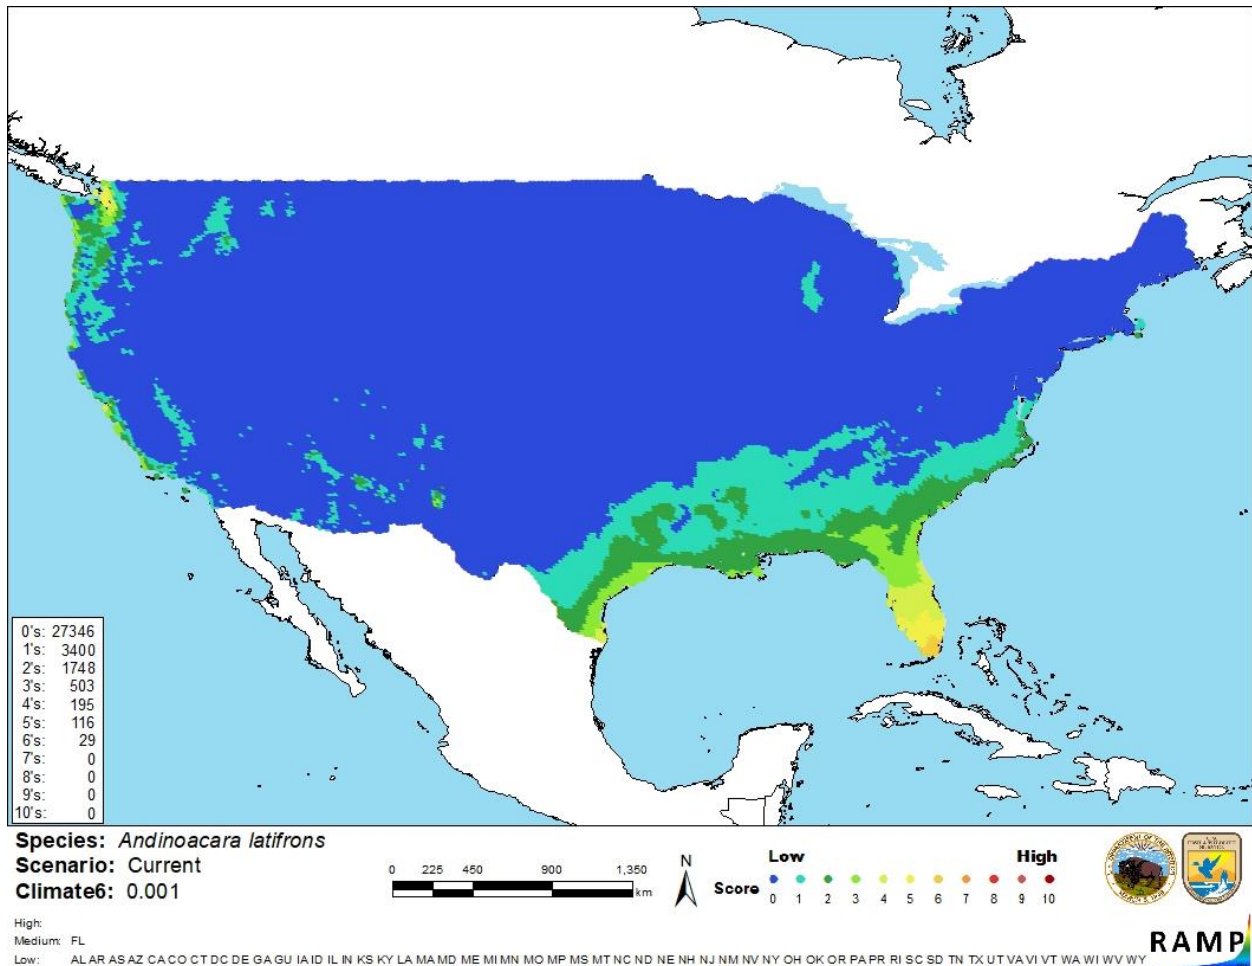 0's: 27346
1's: 3400
2's: 1748
3's: 503
4's: 195
5's: 116
6's: 29
7's: 0
8's: 0
9's: 0
10's: 0
Species: Andinoacara latifrons
Scenario: Current
Climate6: 0.001
0 225 450 900 1,350
km
N
Low High
Score
0 1 2 3 4 5 6 7 8 9 10
High:
Medium: FL
Low: AL AR AS AZ CA CO CT DC DE GA GU IA ID IL IN KS KY LA MA MD ME MI MN MO MP MS MT NC ND NE NH NJ NM NV NY OH OK OR PA PR RI SC SD TN TX UT VA VI VT WA WI WV WY
RAMP